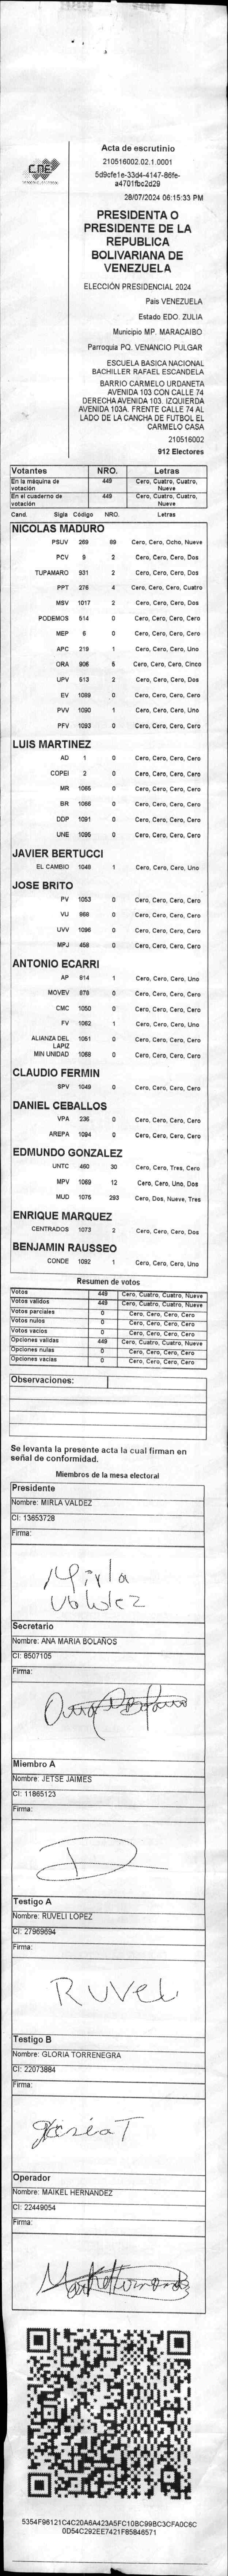 CNE
Acta de escrutinio
210516002.02.1.0001
5d9cfe1e-33d4-4147-86fe-
a4701fbc2d29
28/07/2024 06:15:33 PM
PRESIDENTA O
PRESIDENTE DE LA
REPUBLICA
BOLIVARIANA DE
VENEZUELA
ELECCIÓN PRESIDENCIAL 2024
Pais VENEZUELA
Estado EDO. ZULIA
Municipio MP. MARACAIBO
Parroquia PQ. VENANCIO PULGAR
ESCUELA BASICA NACIONAL
BACHILLER RAFAEL ESCANDELA
BARRIO CARMELO URDANETA
AVENIDA 103 CON CALLE 74
DERECHA AVENIDA 103. IZQUIERDA
AVENIDA 103A. FRENTE CALLE 74 AL
LADO DE LA CANCHA DE FUTBOL EL
CARMELO CASA
210516002
912 Electores
Votantes NRO. Letras
En la máquina de votación 449 Cero, Cuatro, Cuatro, Nueve
En el cuaderno de votación 449 Cero, Cuatro, Cuatro, Nueve
Cand. Sigla Código NRO. Letras
NICOLAS MADURO
PSUV 269 89 Cero, Cero, Ocho, Nueve
PCV 9 2 Cero, Cero, Cero, Dos
TUPAMARO 931 2 Cero, Cero, Cero, Dos
PPT 276 4 Cero, Cero, Cero, Cuatro
MSV 1017 2 Cero, Cero, Cero, Dos
PODEMOS 514 0 Cero, Cero, Cero, Cero
MEP 6 0 Cero, Cero, Cero, Cero
APC 219 1 Cero, Cero, Cero, Uno
ORA 906 5 Cero, Cero, Cero, Cinco
UPV 513 2 Cero, Cero, Cero, Dos
EV 1089 0 Cero, Cero, Cero, Cero
PVV 1090 1 Cero, Cero, Cero, Uno
PFV 1093 0 Cero, Cero, Cero, Cero
LUIS MARTINEZ
AD 1 0 Cero, Cero, Cero, Cero
COPEI 2 0 Cero, Cero, Cero, Cero
MR 1065 0 Cero, Cero, Cero, Cero
BR 1066 0 Cero, Cero, Cero, Cero
DDP 1091 0 Cero, Cero, Cero, Cero
UNE 1095 0 Cero, Cero, Cero, Cero
JAVIER BERTUCCI
EL CAMBIO 1048 1 Cero, Cero, Cero, Uno
JOSE BRITO
PV 1053 0 Cero, Cero, Cero, Cero
VU 968 0 Cero, Cero, Cero, Cero
UVV 1096 0 Cero, Cero, Cero, Cero
MPJ 458 0 Cero, Cero, Cero, Cero
ANTONIO ECARRI
AP 814 1 Cero, Cero, Cero, Uno
MOVEV 878 0 Cero, Cero, Cero, Cero
CMC 1050 0 Cero, Cero, Cero, Cero
FV 1062 1 Cero, Cero, Cero, Uno
ALIANZA DEL LAPIZ 1051 0 Cero, Cero, Cero, Cero
MIN UNIDAD 1068 0 Cero, Cero, Cero, Cero
CLAUDIO FERMIN
SPV 1049 0 Cero, Cero, Cero, Cero
DANIEL CEBALLOS
VPA 236 0 Cero, Cero, Cero, Cero
AREPA 1094 0 Cero, Cero, Cero, Cero
EDMUNDO GONZALEZ
UNTC 460 30 Cero, Cero, Tres, Cero
MPV 1069 12 Cero, Cero, Uno, Dos
MUD 1075 293 Cero, Dos, Nueve, Tres
ENRIQUE MARQUEZ
CENTRADOS 1073 2 Cero, Cero, Cero, Dos
BENJAMIN RAUSSEO
CONDE 1092 1 Cero, Cero, Cero, Uno
Resumen de votos
Votos 449 Cero, Cuatro, Cuatro, Nueve
Votos validos 449 Cero, Cuatro, Cuatro, Nueve
Votos parciales 0 Cero, Cero, Cero, Cero
Votos nulos 0 Cero, Cero, Cero, Cero
Votos vacios 0 Cero, Cero, Cero, Cero
Opciones validas 449 Cero, Cuatro, Cuatro, Nueve
Opciones nulas 0 Cero, Cero, Cero, Cero
Opciones vacias 0 Cero, Cero, Cero, Cero
Observaciones:
Se levanta la presente acta la cual firman en
señal de conformidad.
Miembros de la mesa electoral
Presidente
Nombre: MIRLA VALDEZ
CI: 13653728
Firma:
Mirla
Valdez
Secretario
Nombre: ANA MARIA BOLAÑOS
CI: 8507105
Firma:
Miembro A
Nombre: JETSE JAIMES
CI: 11865123
Firma:
Testigo A
Nombre: RUVELI LOPEZ
CI: 27969694
Firma:
Ruveli
Testigo B
Nombre: GLORIA TORRENEGRA
CI: 22073884
Firma:
Gloria T
Operador
Nombre: MAIKEL HERNANDEZ
CI: 22449054
Firma:
5354F96121C4C20A6A423A5FC10BC99BC3CFA0C6C
0D54C292EE7421F85B46571